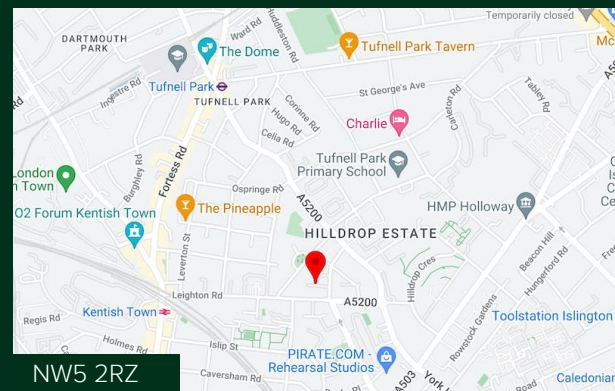 Temporarily closed
DARTMOUTH
PARK
Ward Rd
Huddleston Rd
The Dome
Tufnell Park Tavern
Mc
Tufnell Park
Ingestre Rd
TUFNELL PARK
St George's Ave
Tabley Rd
Carleton Rd
Corinne Rd
Hugo Rd
Celia Rd
Charlie
Burghley Rd
Fortess Rd
Tufnell Park
Primary School
London
n Town
Ospringe Rd
A5200
HMP Holloway
The Pineapple
O2 Forum Kentish Town
HILLDROP ESTATE
Leverton St
Beacon Hill
Hungerford Rd
Hilldrop Cres
Leighton Rd
A5200
Kentish Town
Rowstock Gardens
Toolstation Islington
Regis Rd
Islip St
Holmes Rd
PIRATE.COM -
Rehearsal Studios
Caversham Rd
A503
York
Caledonia
NW5 2RZ